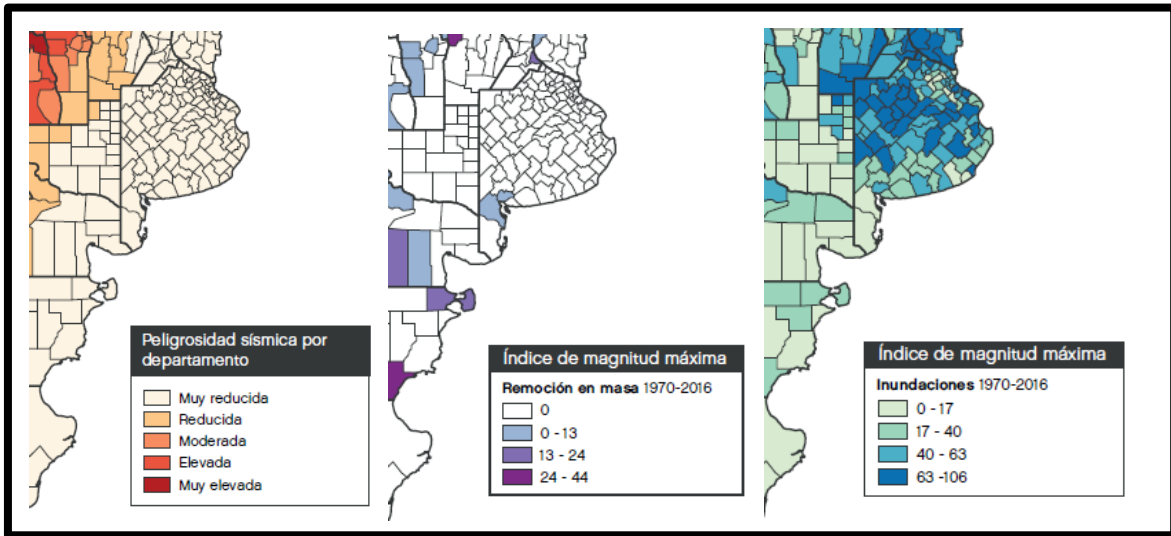 Peligrosidad sísmica por
departamento
Muy reducida
Reducida
Moderada
Elevada
Muy elevada
Índice de magnitud máxima
Remoción en masa 1970-2016
0
0 - 13
13 - 24
24 - 44
Índice de magnitud máxima
Inundaciones 1970-2016
0 - 17
17 - 40
40 - 63
63 -106